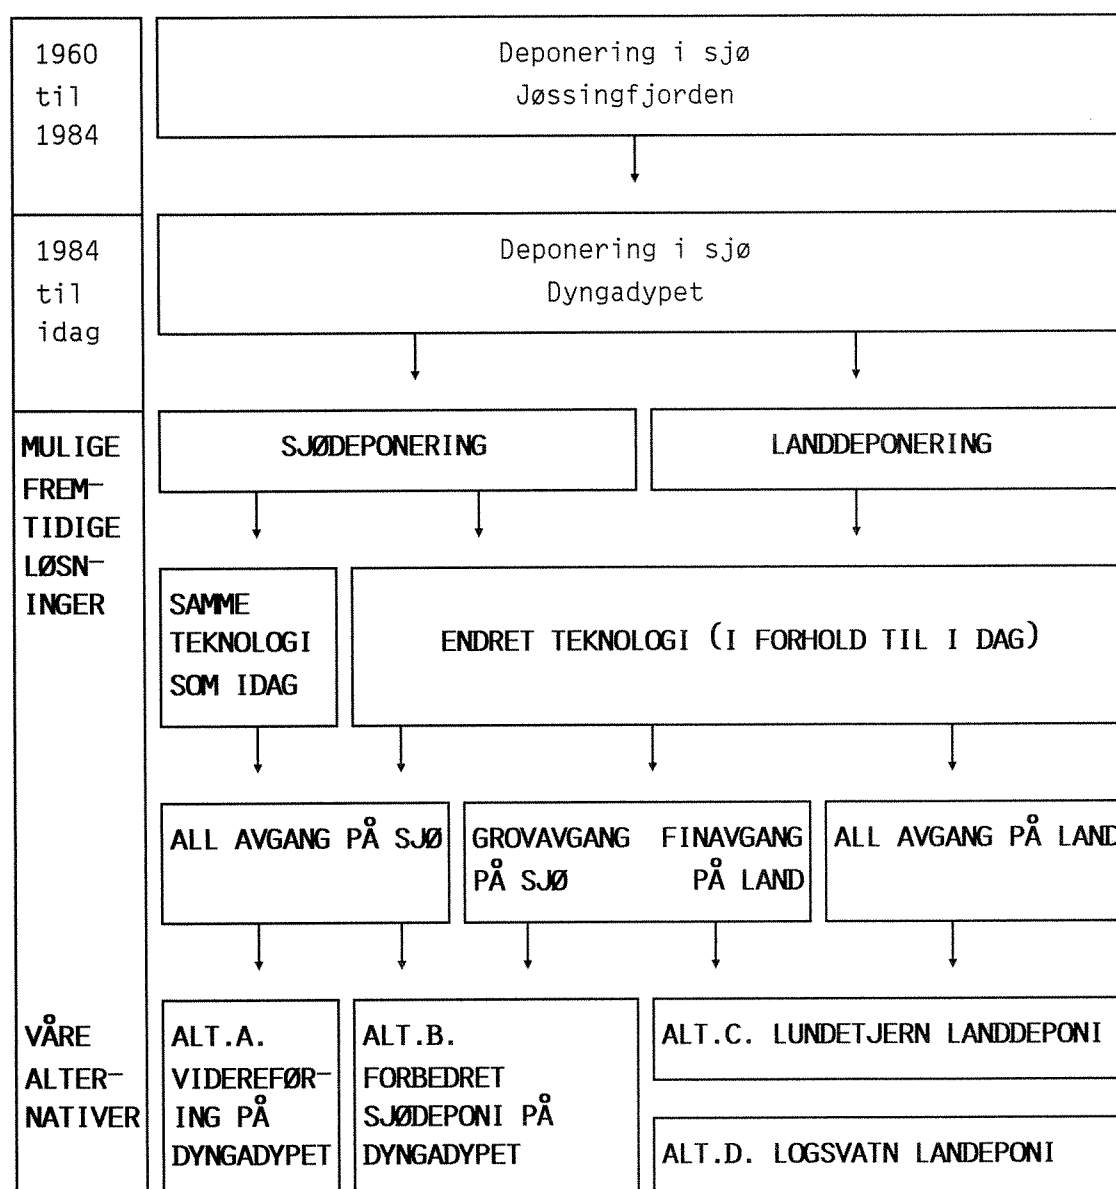 1960
til
1984
Deponering i sjø
Jøssingfjorden
1984
til
idag
Deponering i sjø
Dyngadypet
MULIGE
FREM-
TIDIGE
LØSN-
INGER
SJØDEPONERING
LANDDEPONERING
SAMME
TEKNOLOGI
SOM IDAG
ENDRET TEKNOLOGI (I FORHOLD TIL I DAG)
ALL AVGANG PÅ SJØ
GROVAVGANG FINAVGANG
PÅ SJØ PÅ LAND
ALL AVGANG PÅ LAND
VÅRE
ALTER-
NATIVER
ALT.A.
VIDEREFØR-
ING PÅ
DYNGADYPET
ALT.B.
FORBEDRET
SJØDEPONI PÅ
DYNGADYPET
ALT.C. LUNDETJERN LANDDEPONI
ALT.D. LOGSVATN LANDEPONI